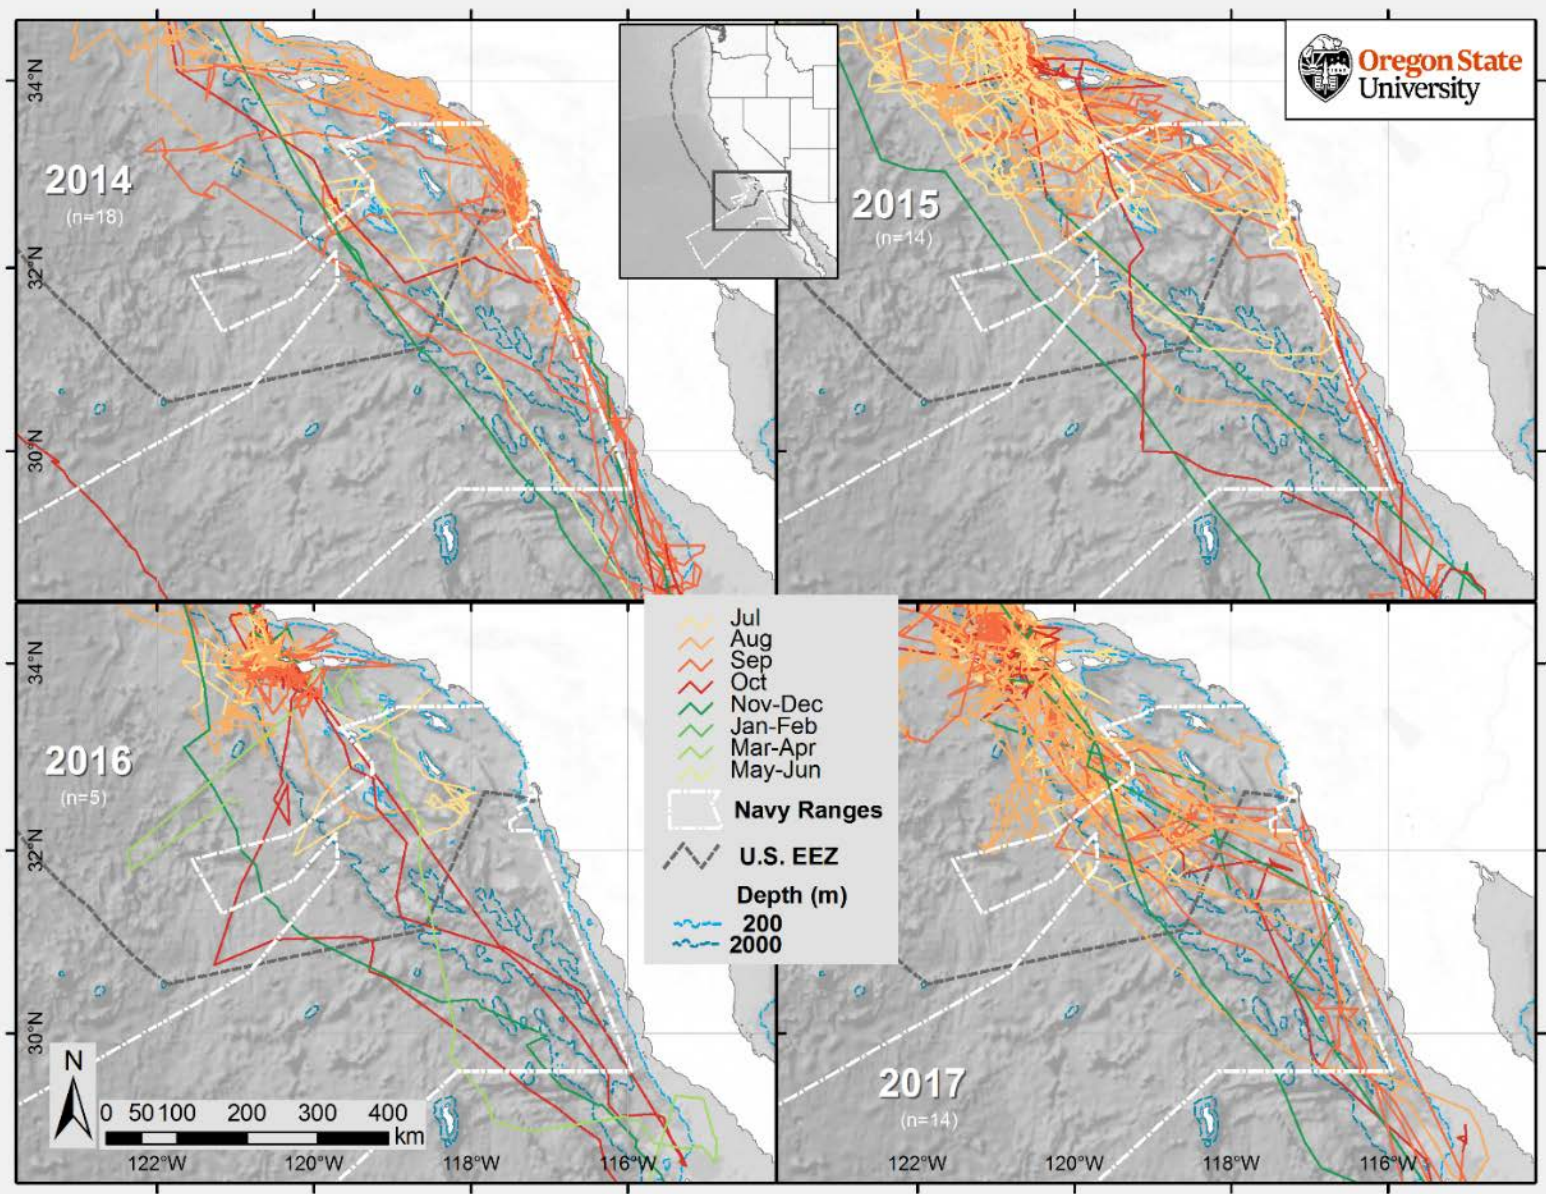 34°N
32°N
30°N
2014
(n=18)
2015
(n=14)
Oregon State
University
34°N
32°N
30°N
2016
(n=5)
2017
(n=14)
Jul
Aug
Sep
Oct
Nov-Dec
Jan-Feb
Mar-Apr
May-Jun
Navy Ranges
U.S. EEZ
Depth (m)
200
2000
N
0 50 100 200 300 400
km
122°W 120°W 118°W 116°W
122°W 120°W 118°W 116°W